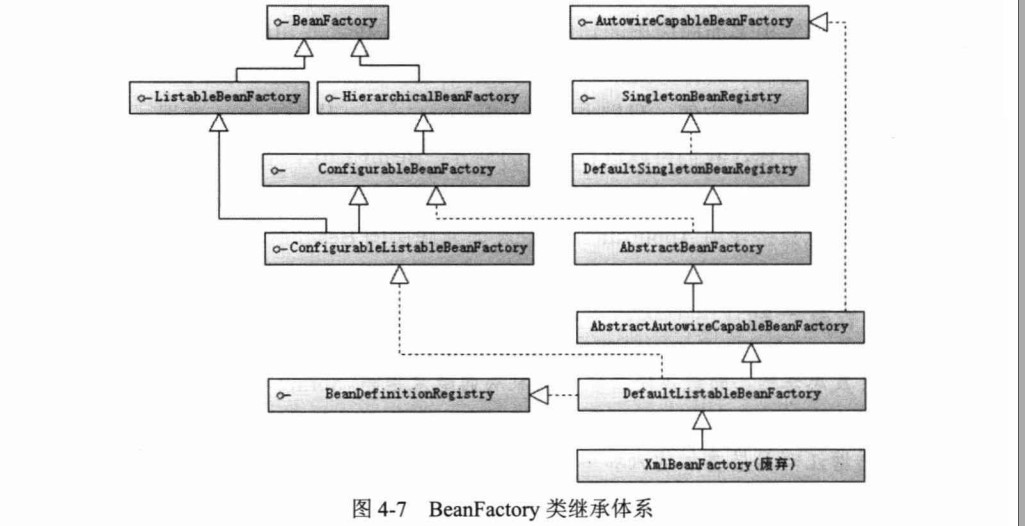 BeanFactory AutowireCapableBeanFactory
ListableBeanFactory HierarchicalBeanFactory SingletonBeanRegistry
ConfigurableBeanFactory DefaultSingletonBeanRegistry
ConfigurableListableBeanFactory AbstractBeanFactory
AbstractAutowireCapableBeanFactory
BeanDefinitionRegistry DefaultListableBeanFactory
XmlBeanFactory(废弃)
图 4-7 BeanFactory 类继承体系